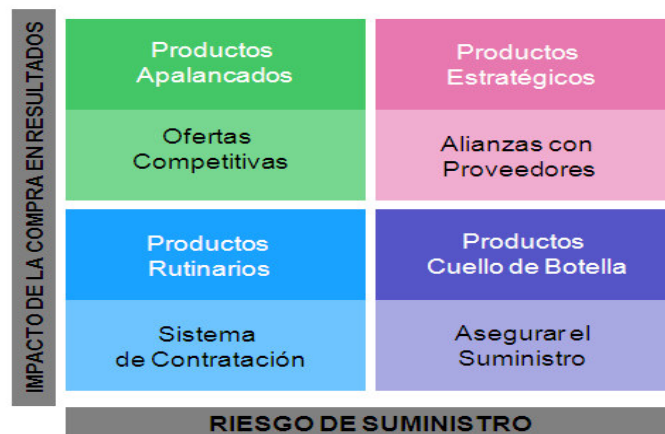 IMPACTO DE LA COMPRA EN RESULTADOS
Productos
Apalancados
Ofertas
Competitivas
Productos
Estratégicos
Alianzas con
Proveedores
Productos
Rutinarios
Sistema
de Contratación
Productos
Cuello de Botella
Asegurar el
Suministro
RIESGO DE SUMINISTRO